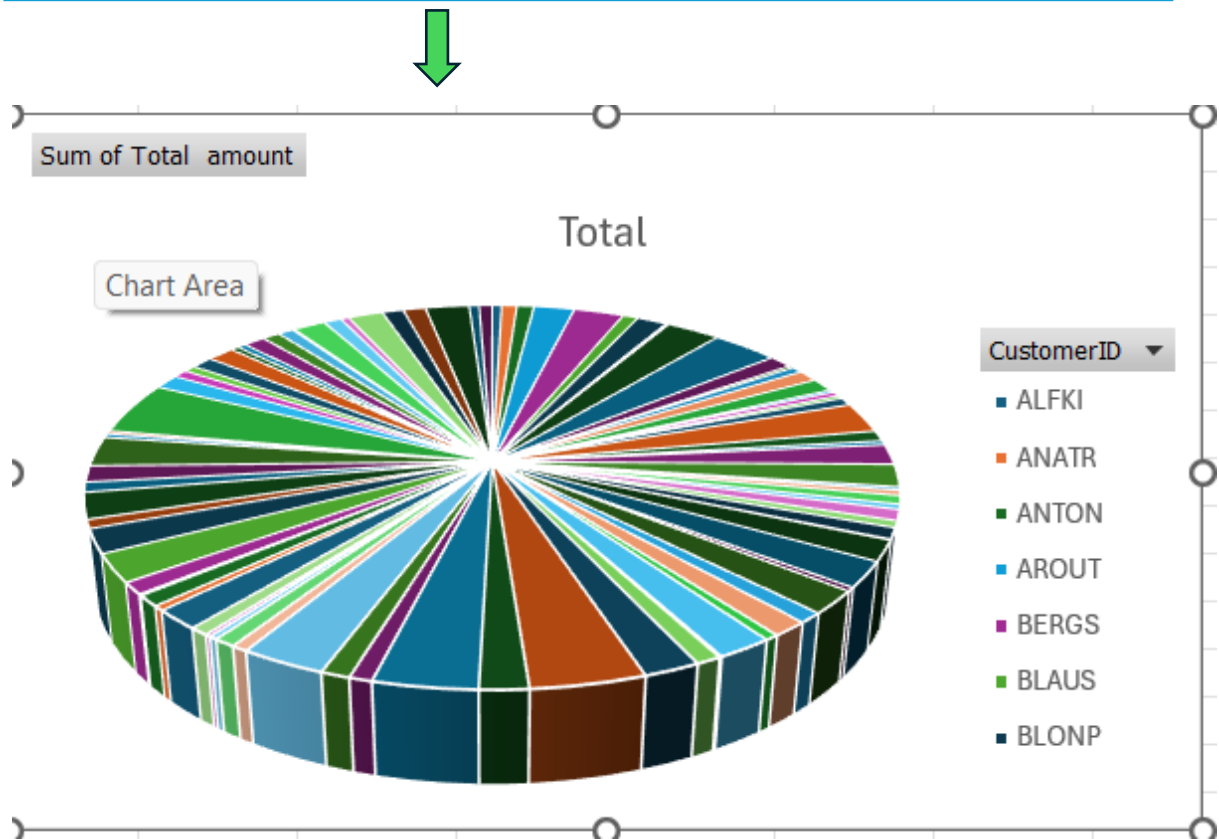 Sum of Total  amount
Total
Chart Area
CustomerID
ALFKI
ANATR
ANTON
AROUT
BERGS
BLAUS
BLONP